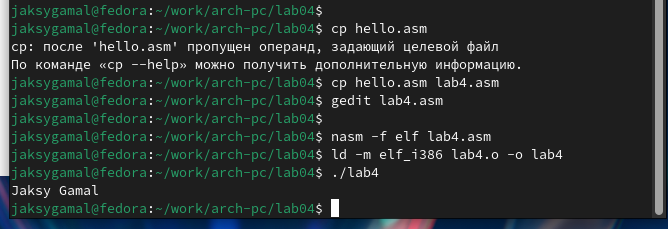 jaksygamal@fedora:~/work/arch-pc/lab04$
jaksygamal@fedora:~/work/arch-pc/lab04$ cp hello.asm
cp: после 'hello.asm' пропущен операнд, задающий целевой файл
По команде «cp --help» можно получить дополнительную информацию.
jaksygamal@fedora:~/work/arch-pc/lab04$ cp hello.asm lab4.asm
jaksygamal@fedora:~/work/arch-pc/lab04$ gedit lab4.asm
jaksygamal@fedora:~/work/arch-pc/lab04$
jaksygamal@fedora:~/work/arch-pc/lab04$ nasm -f elf lab4.asm
jaksygamal@fedora:~/work/arch-pc/lab04$ ld -m elf_i386 lab4.o -o lab4
jaksygamal@fedora:~/work/arch-pc/lab04$ ./lab4
Jaksy Gamal
jaksygamal@fedora:~/work/arch-pc/lab04$